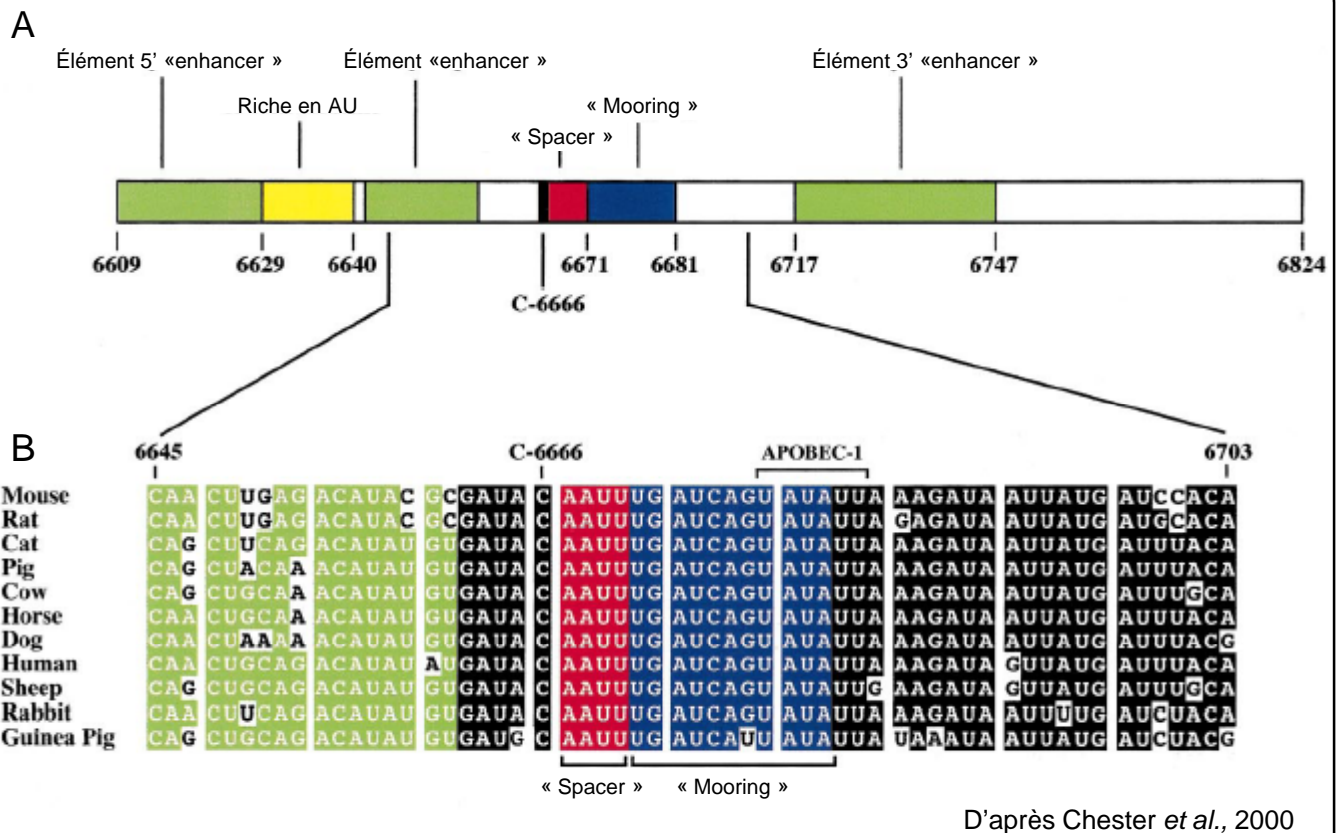 A
Élément 5' «enhancer »
Élément «enhancer »
Élément 3' «enhancer »
Riche en AU
« Mooring »
« Spacer »
6609
6629
6640
6671
6681
6717
6747
6824
C-6666
B
6645
C-6666
APOBEC-1
6703
Mouse CAA CUUGAG ACAUAC GCGAUA C AAUUUG AUCAGU AUAUUA AAGAUA AUUAUG AUCCACA
Rat CAA CUUGAG ACAUAC GCGAUA C AAUUUG AUCAGU AUAUUA GAGAUA AUUAUG AUGCACA
Cat CAG CUUCAG ACAUAU GUGAUA C AAUUUG AUCAGU AUAUUA AAGAUA AUUAUG AUUUACA
Pig CAG CUACAA ACAUAU GUGAUA C AAUUUG AUCAGU AUAUUA AAGAUA AUUAUG AUUUACA
Cow CAG CUGCAA ACAUAU GUGAUA C AAUUUG AUCAGU AUAUUA AAGAUA AUUAUG AUUUGCA
Horse CAA CUGCAA ACAUAU GUGAUA C AAUUUG AUCAGU AUAUUA AAGAUA AUUAUG AUUUACA
Dog CAA CUAAAA ACAUAU GUGAUA C AAUUUG AUCAGU AUAUUA AAGAUA AUUAUG AUUUACG
Human CAA CUGCAG ACAUAU AUGAUA C AAUUUG AUCAGU AUAUUA AAGAUA GUUAUG AUUUACA
Sheep CAG CUGCAG ACAUAU GUGAUA C AAUUUG AUCAGU AUAUUG AAGAUA GUUAUG AUUUGCA
Rabbit CAA CUUCAG ACAUAU GUGAUA C AAUUUG AUCAGU AUAUUA AAGAUA AUUUUG AUCUACA
Guinea Pig CAG CUGCAG ACAUAU GUGAUG C AAUUUG AUCAUU AUAUUA UAAAUA AUUAUG AUCUACG
« Spacer » « Mooring »
D'après Chester et al., 2000